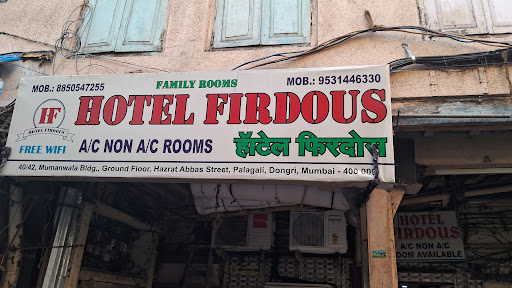 MOB.: 8850547255
FAMILY ROOMS
MOB.: 9531446330
HF
HOTEL FIRDOUS
HOTEL FIRDOUS
FREE WIFI
A/C NON A/C ROOMS
हॉटेल फिरदोस
40/42, Mumanwala Bldg., Ground Floor, Hazrat Abbas Street, Palagali, Dongri, Mumbai - 400 009
HOTEL
FIRDOUS
A/C NON A/C
ROOM AVAILABLE